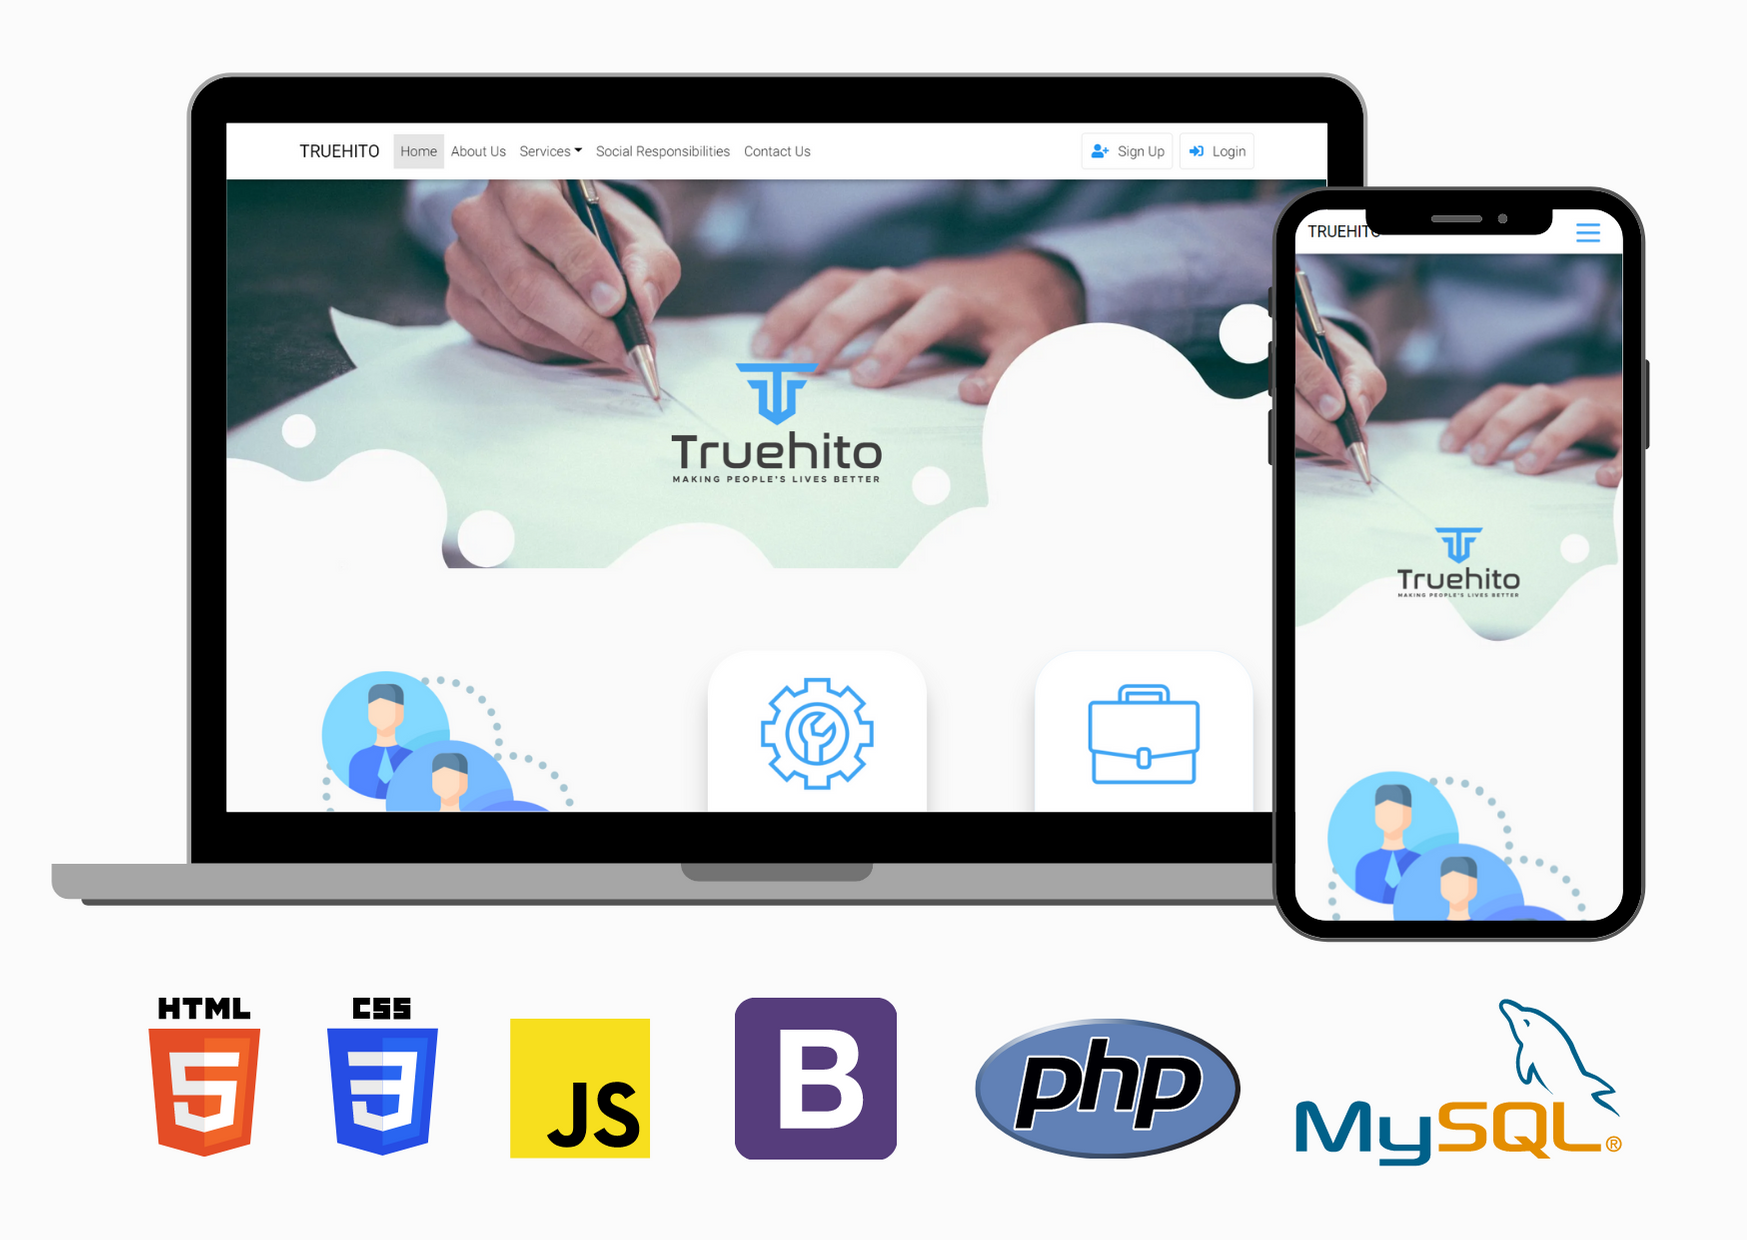 TRUEHITO Home About Us Services Social Responsibilities Contact Us Sign Up Login
TRUEHITO
Truehito
MAKING PEOPLE'S LIVES BETTER
Truehito
MAKING PEOPLE'S LIVES BETTER
HTML
5
CSS
3
JS
B
php
MySQL®